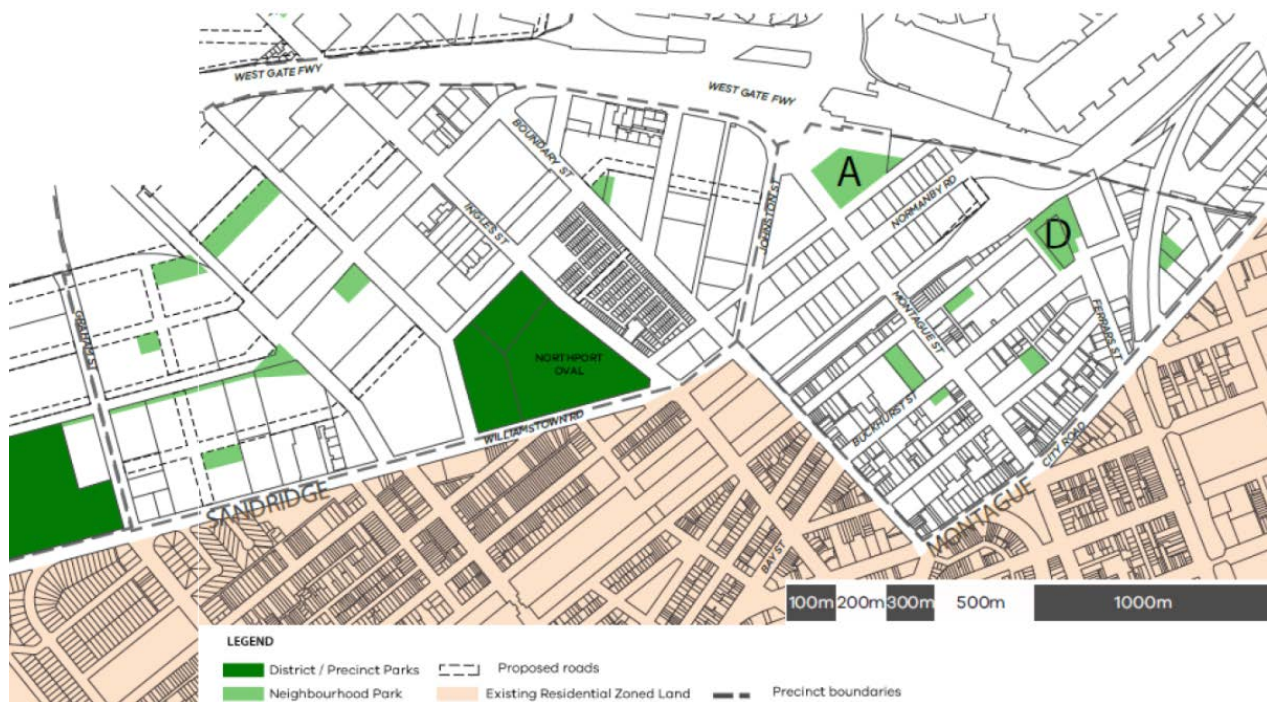 WEST GATE FWY
WEST GATE FWY
BOUNDARY ST
A
JOHNSTON ST
NORMANBY RD
INGLES ST
D
GRAHAM ST
MONTAGUE ST
FERRARS ST
NORTHPORT
OVAL
WILLIAMSTOWN RD
BUCKHURST ST
CITY ROAD
SANDRIDGE
MONTAGUE
BAY ST
100m 200m 300m 500m 1000m
LEGEND
District / Precinct Parks
Proposed roads
Neighbourhood Park
Existing Residential Zoned Land
Precinct boundaries